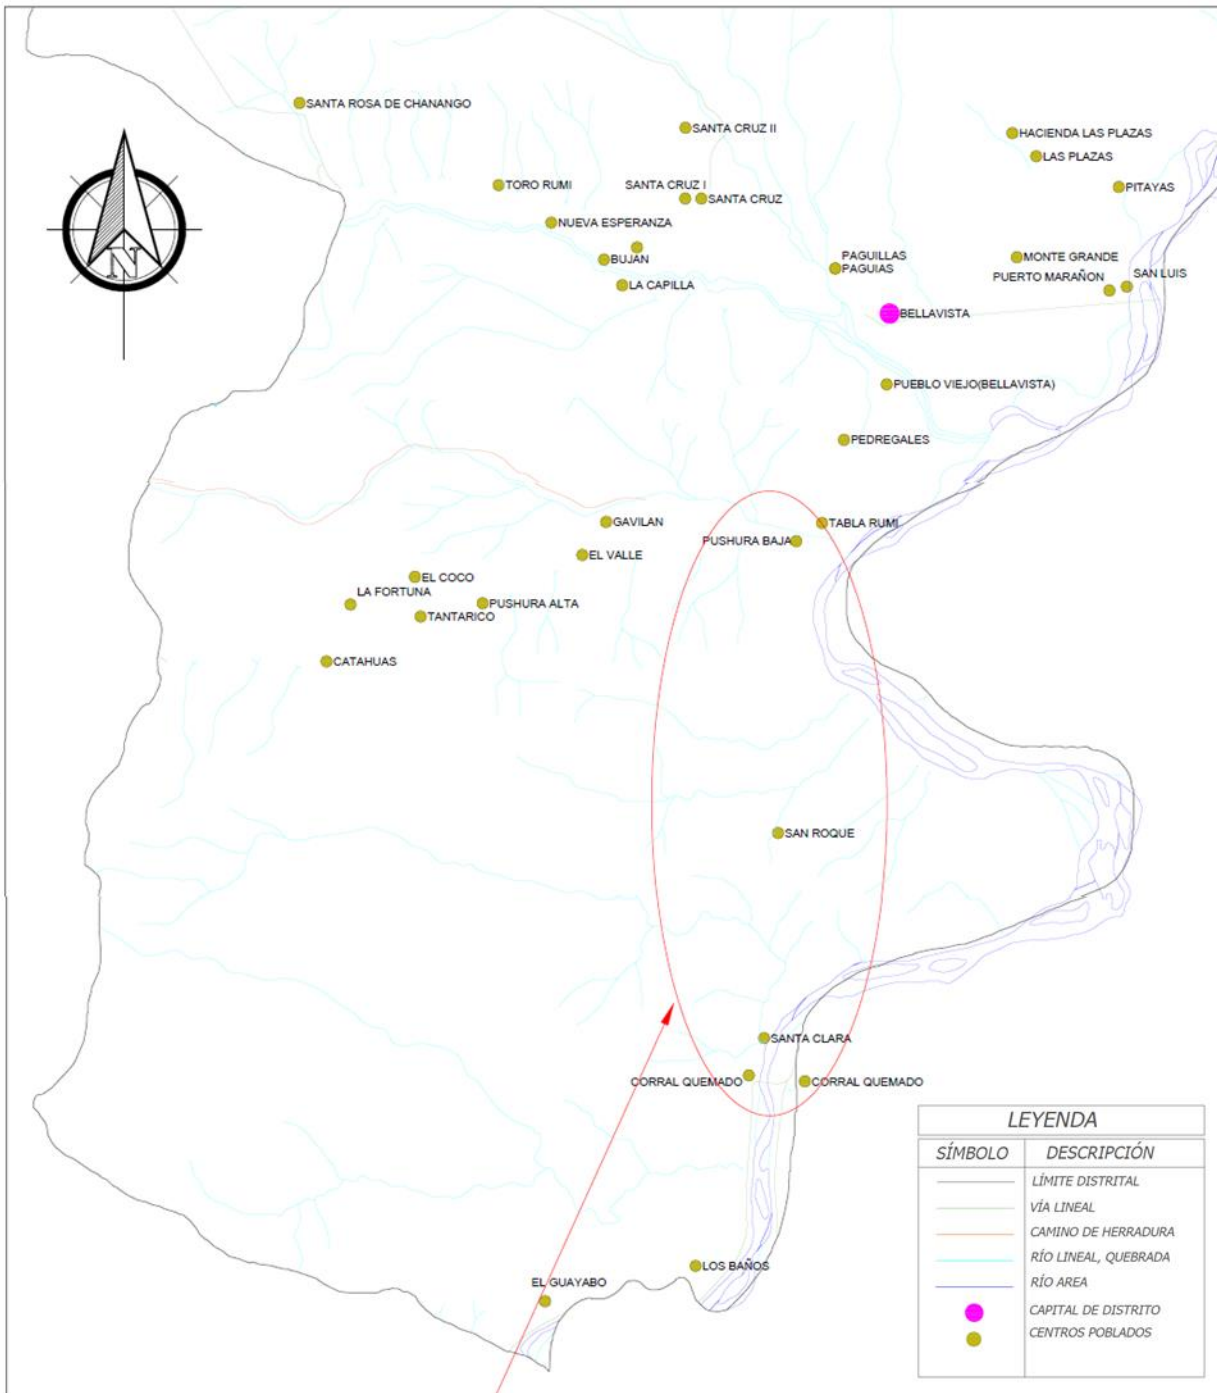 SANTA ROSA DE CHANANGO
SANTA CRUZ II
HACIENDA LAS PLAZAS
LAS PLAZAS
TORO RUMI
SANTA CRUZ I
PITAYAS
SANTA CRUZ
NUEVA ESPERANZA
N
BUJAN
PAGUILLAS
PAGUIAS
MONTE GRANDE
PUERTO MARAÑON
SAN LUIS
LA CAPILLA
BELLAVISTA
PUEBLO VIEJO(BELLAVISTA)
PEDREGALES
GAVILAN
TABLA RUMI
PUSHURA BAJA
EL VALLE
EL COCO
LA FORTUNA
PUSHURA ALTA
TANTARICO
CATAHUAS
SAN ROQUE
SANTA CLARA
CORRAL QUEMADO
CORRAL QUEMADO
LOS BAÑOS
EL GUAYABO
LEYENDA
SÍMBOLO DESCRIPCIÓN
LÍMITE DISTRITAL
VÍA LINEAL
CAMINO DE HERRADURA
RÍO LINEAL, QUEBRADA
RÍO AREA
CAPITAL DE DISTRITO
CENTROS POBLADOS